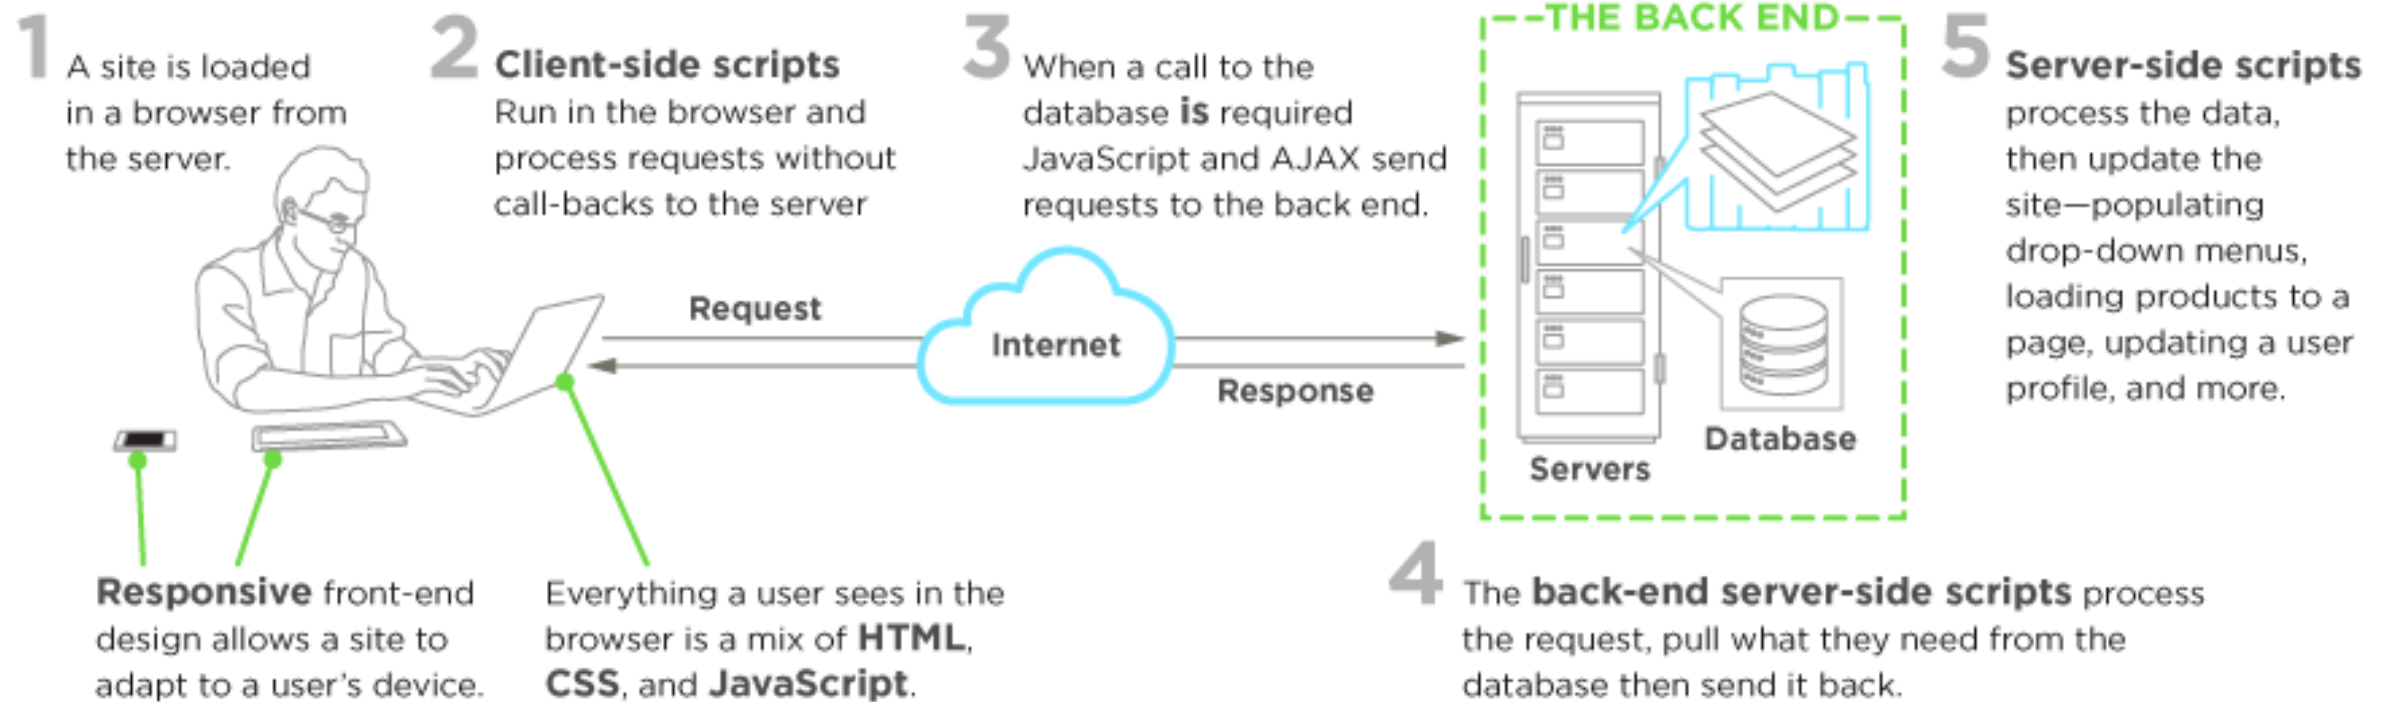 1
A site is loaded
in a browser from
the server.
2
Client-side scripts
Run in the browser and
process requests without
call-backs to the server
3
When a call to the
database is required
JavaScript and AJAX send
requests to the back end.
THE BACK END
5
Server-side scripts
process the data,
then update the
site—populating
drop-down menus,
loading products to a
page, updating a user
profile, and more.
Request
Internet
Response
Database
Servers
Responsive front-end
design allows a site to
adapt to a user's device.
Everything a user sees in the
browser is a mix of HTML,
CSS, and JavaScript.
4
The back-end server-side scripts process
the request, pull what they need from the
database then send it back.